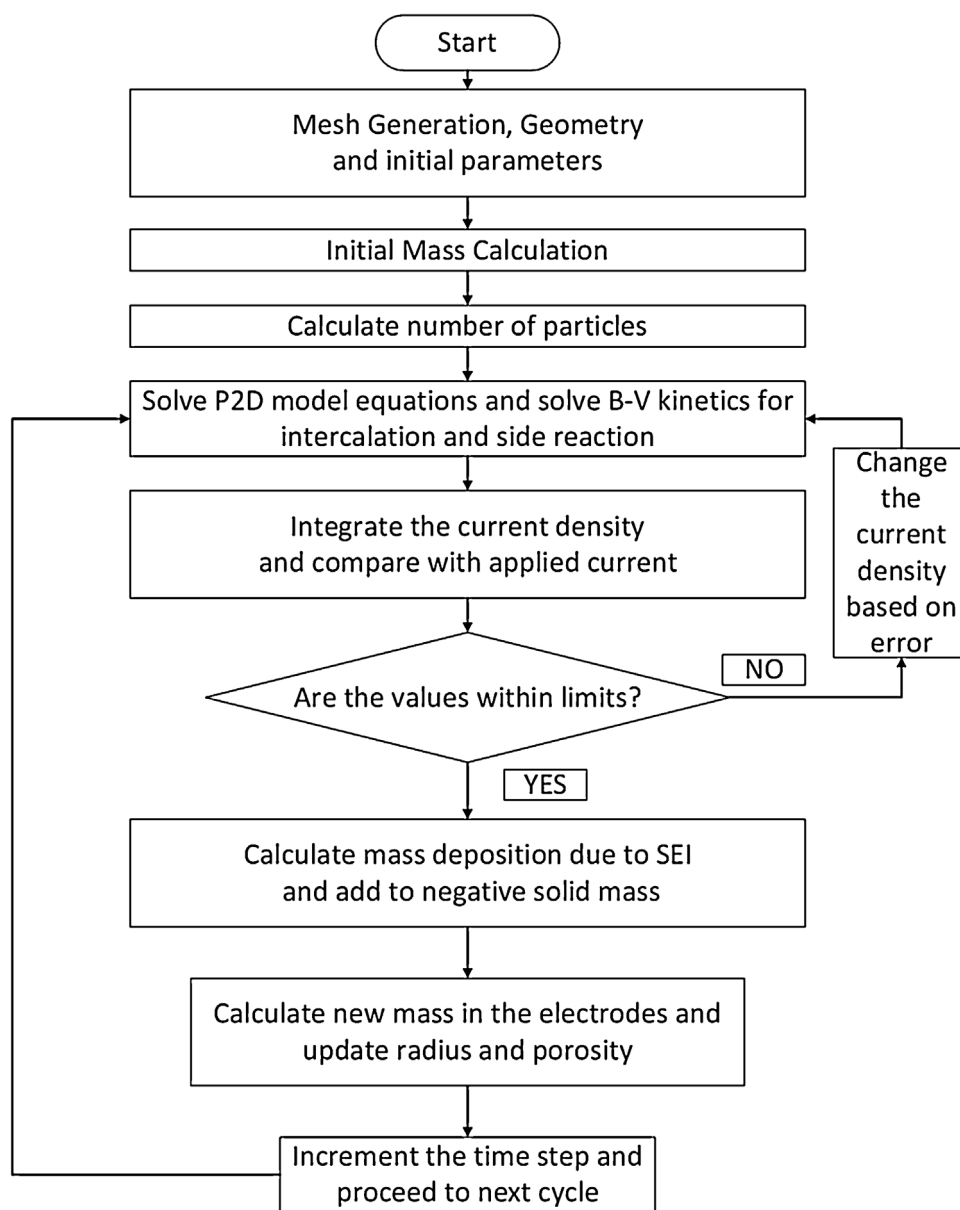 Start
Mesh Generation, Geometry
and initial parameters
Initial Mass Calculation
Calculate number of particles
Solve P2D model equations and solve B-V kinetics for
intercalation and side reaction
Change
the
current
density
based on
error
Integrate the current density
and compare with applied current
NO
Are the values within limits?
YES
Calculate mass deposition due to SEI
and add to negative solid mass
Calculate new mass in the electrodes and
update radius and porosity
Increment the time step and
proceed to next cycle